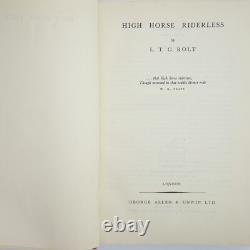 HIGH HORSE RIDERLESS
by
L. T. C. ROLT
. . . that high horse riderless,
Though mounted in that saddle Homer rode
W. B. YEATS
LONDON
GEORGE ALLEN & UNWIN LTD